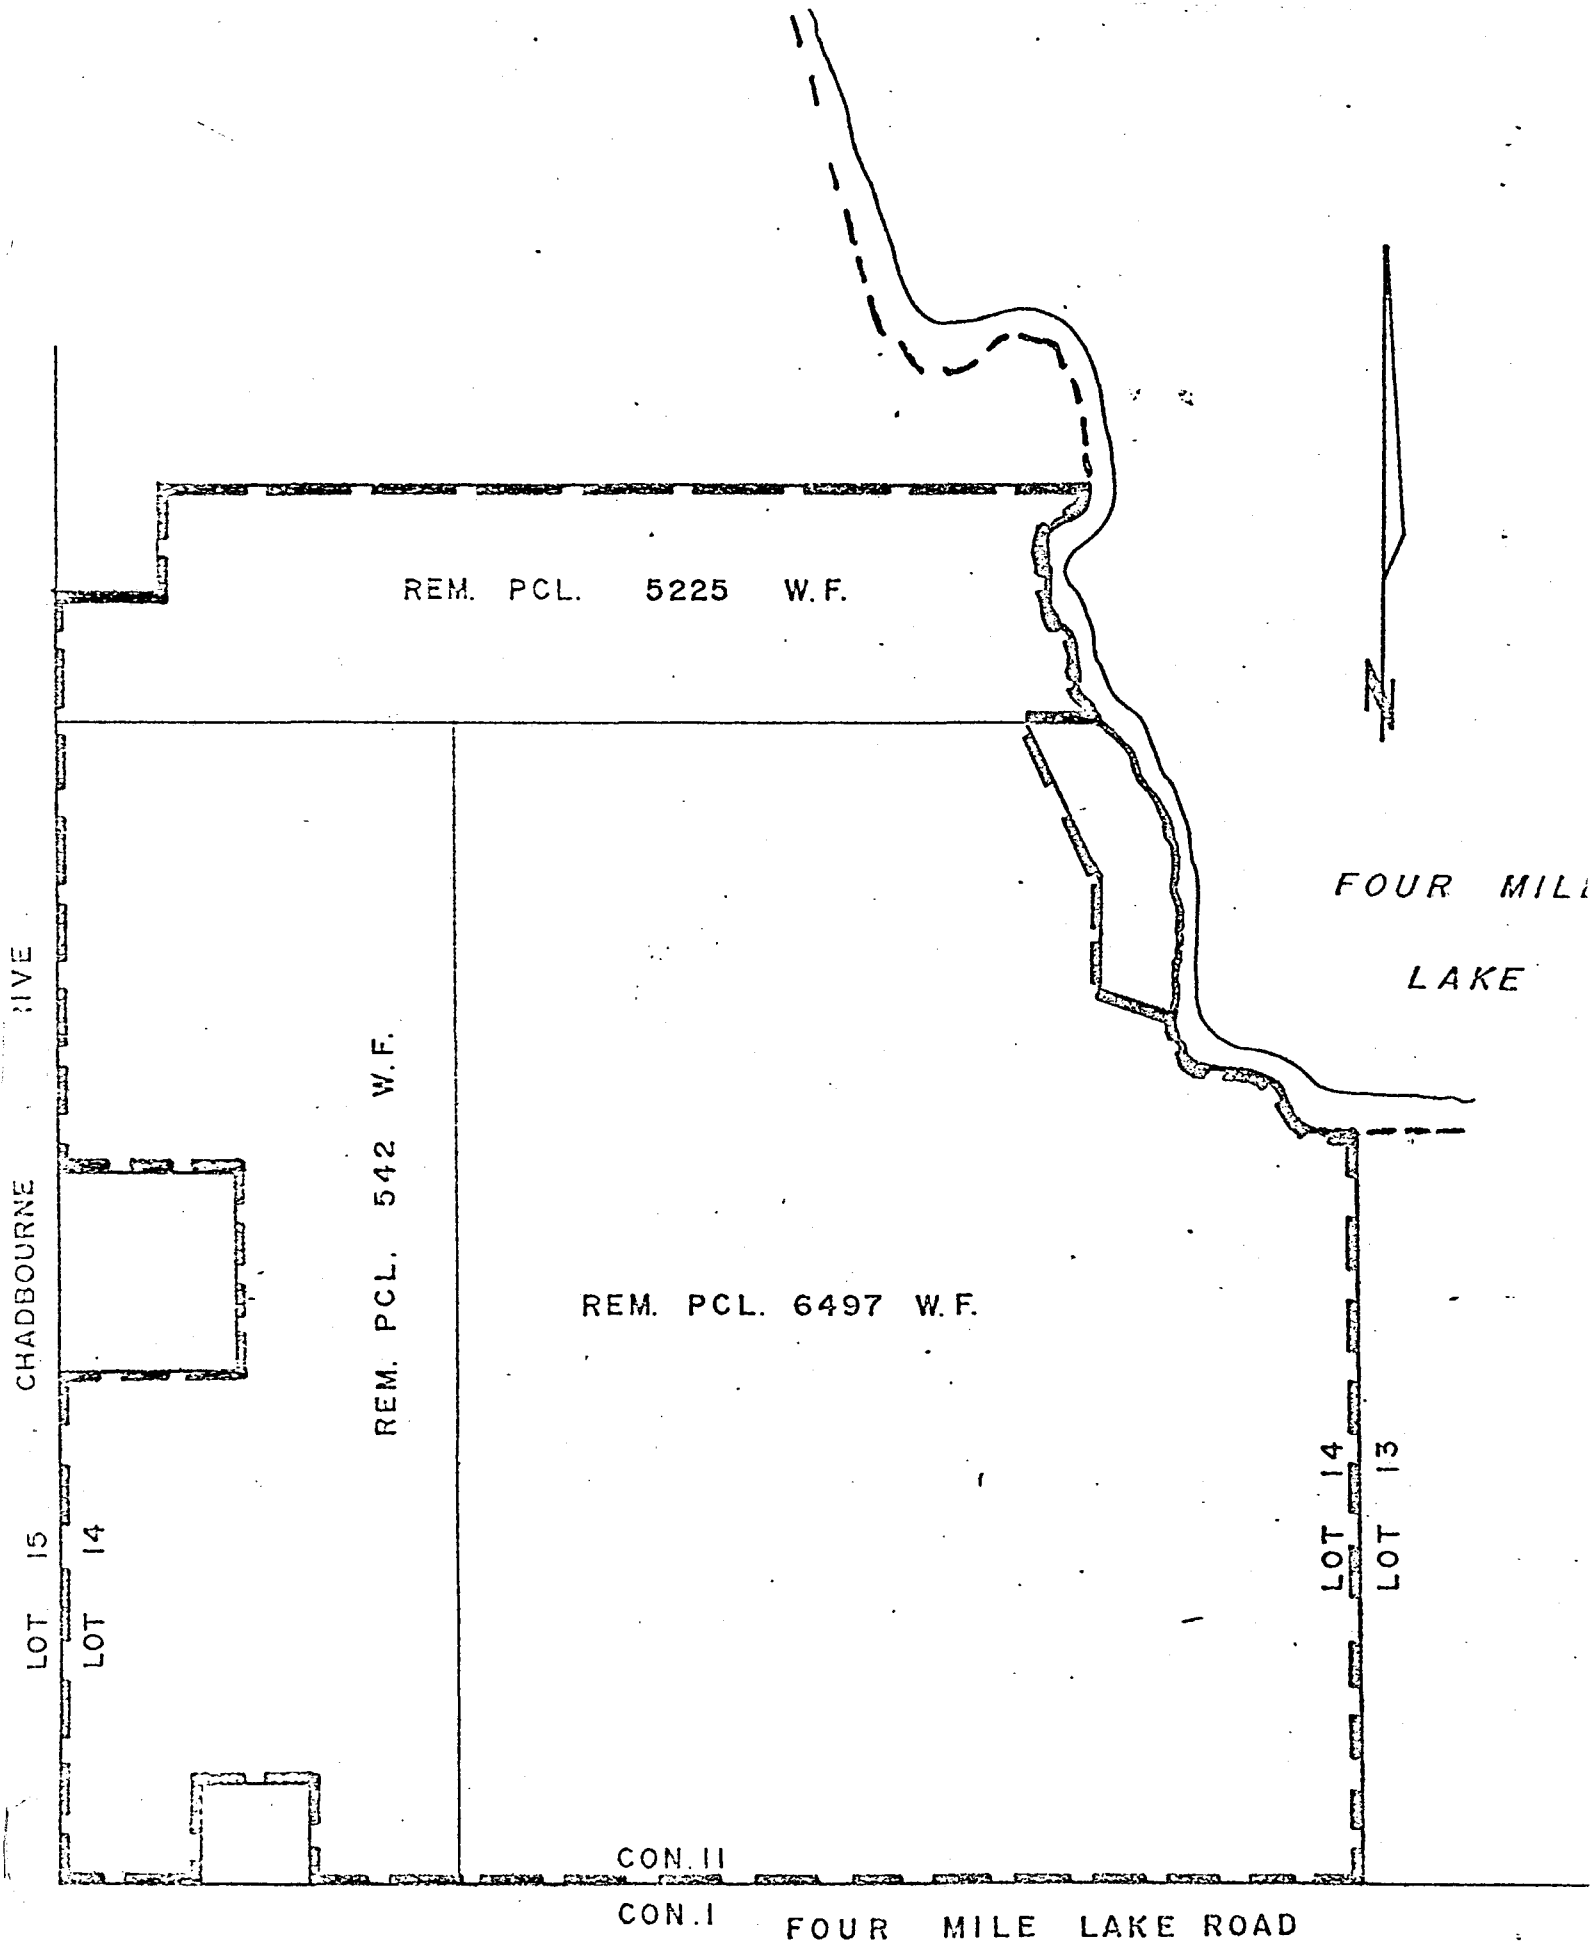 REM. PCL. 5225 W.F.
N
FOUR MILE
LAKE
CHADBOURNE
REM. PCL. 542 W.F.
REM. PCL. 6497 W.F.
LOT 15
LOT 14
LOT 14
LOT 13
CON. II
CON. I
FOUR MILE LAKE ROAD